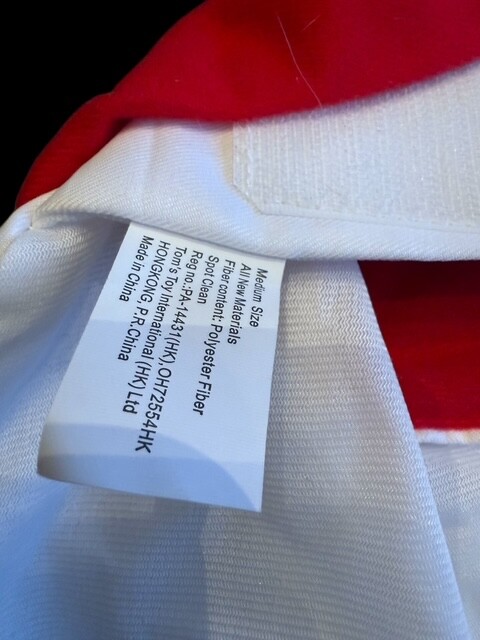 Medium Size
All New Materials
Fiber content: Polyester Fiber
Spot Clean
Reg no.:PA-14431(HK),OH72554HK
Tom's Toy International (HK) Ltd
HONGKONG, P.R.China
Made in China